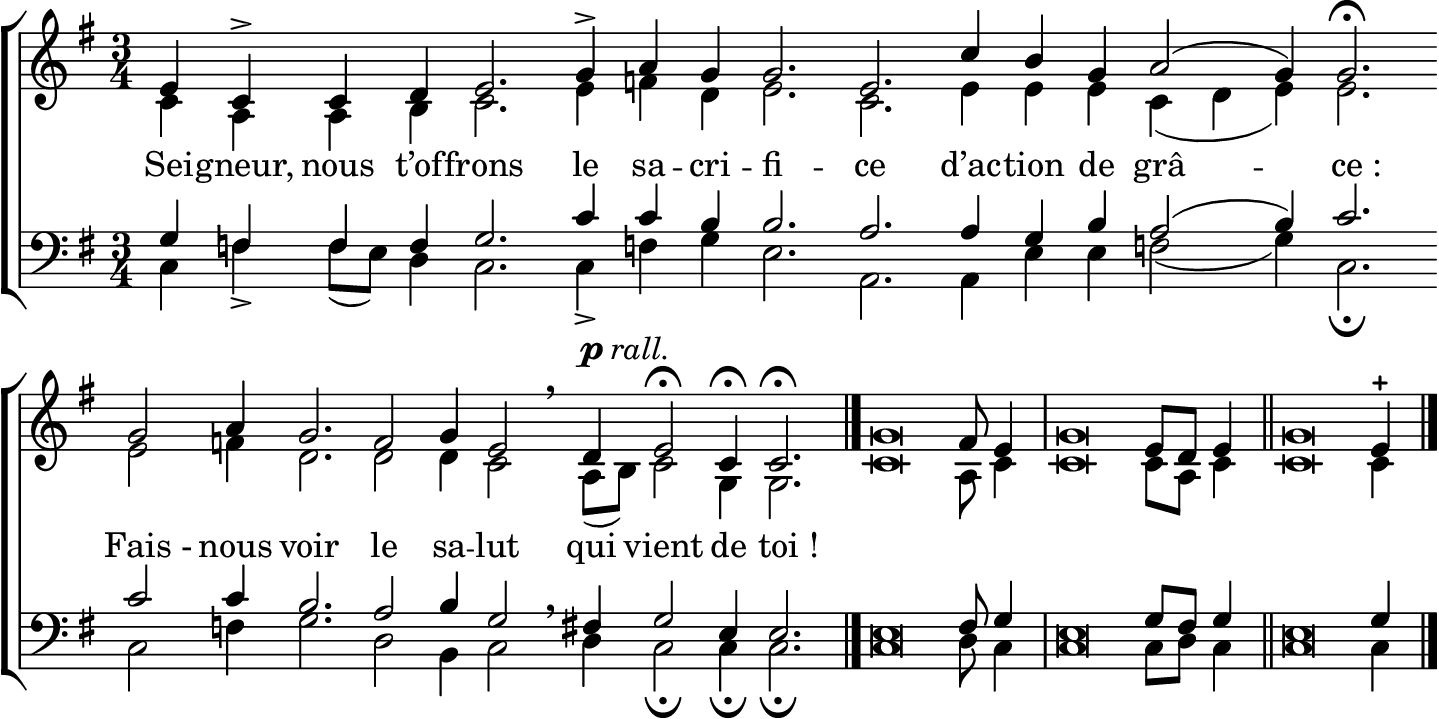 Seigneur, nous t’offrons le sa - cri - fi - ce d’action de grâ - ce :
p rall.
Fais - nous voir le sa - lut qui vient de toi !